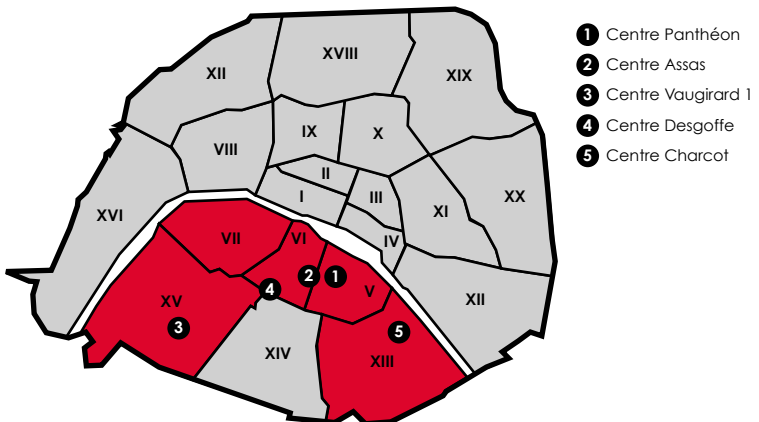 XVIII
XII
XIX
IX
X
VIII
II
I
III
XX
XVI
XI
IV
VII
VI
2
1
V
4
XII
XV
3
5
XIV
XIII
1 Centre Panthéon
2 Centre Assas
3 Centre Vaugirard 1
4 Centre Desgoffe
5 Centre Charcot